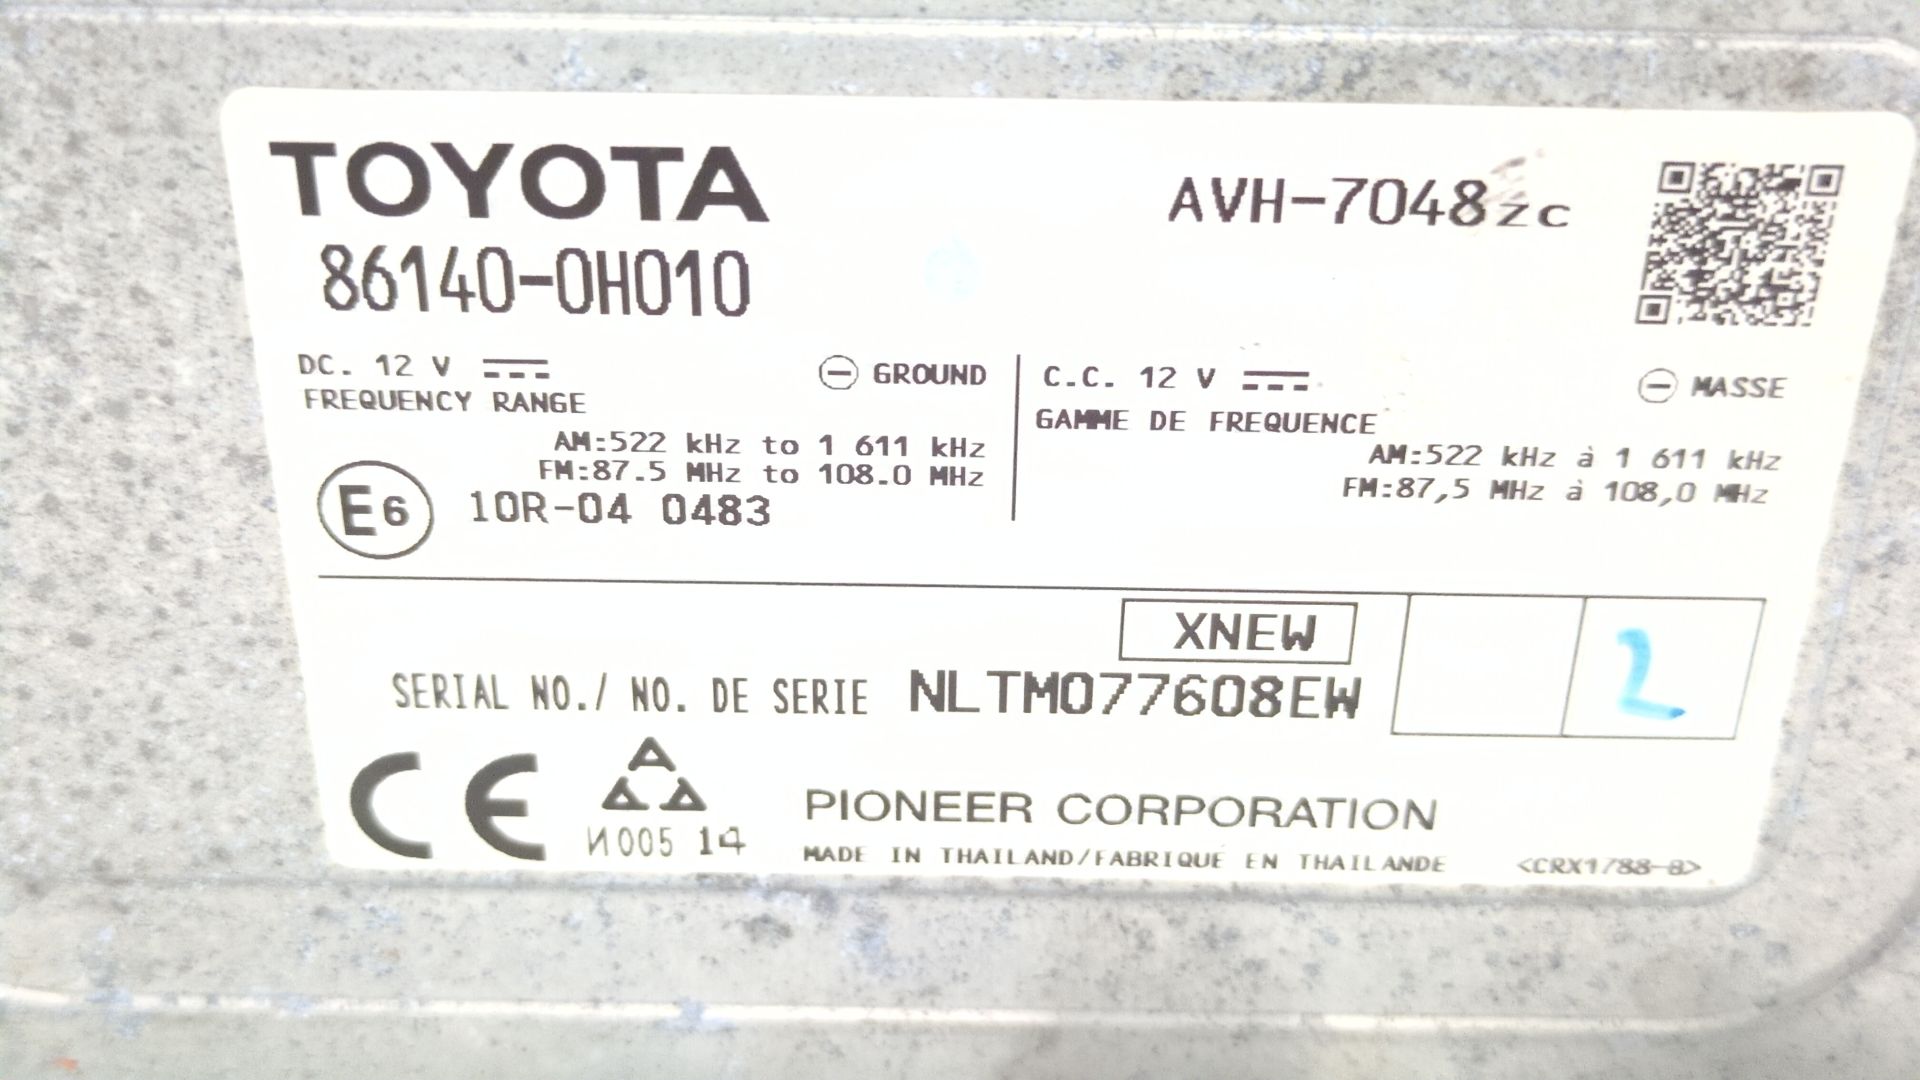 TOYOTA
AVH-7048zc
86140-0H010
DC. 12 V
⊖ GROUND
FREQUENCY RANGE
AM:522 kHz to 1 611 kHz
FM:87.5 MHz to 108.0 MHz
C.C. 12 V
⊖ MASSE
GAMME DE FREQUENCE
AM:522 kHz à 1 611 kHz
FM:87,5 MHz à 108,0 MHz
E6 10R-04 0483
XNEW
SERIAL NO./ NO. DE SERIE NLTM077608EW
2
CE
И005 14
PIONEER CORPORATION
MADE IN THAILAND/FABRIQUE EN THAILANDE
<CRX1788-B>